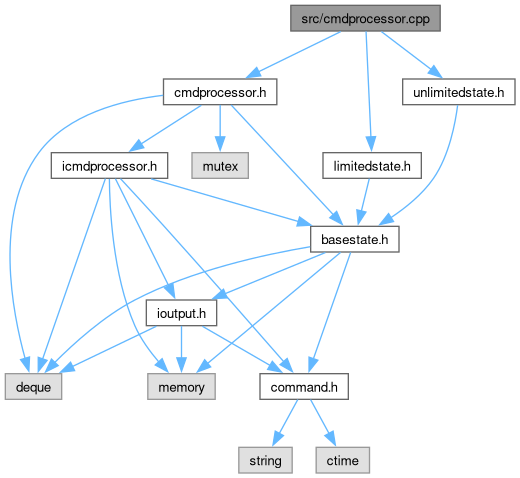 src/cmdprocessor.cpp
cmdprocessor.h
unlimitedstate.h
icmdprocessor.h
mutex
limitedstate.h
basestate.h
ioutput.h
deque
memory
command.h
string
ctime